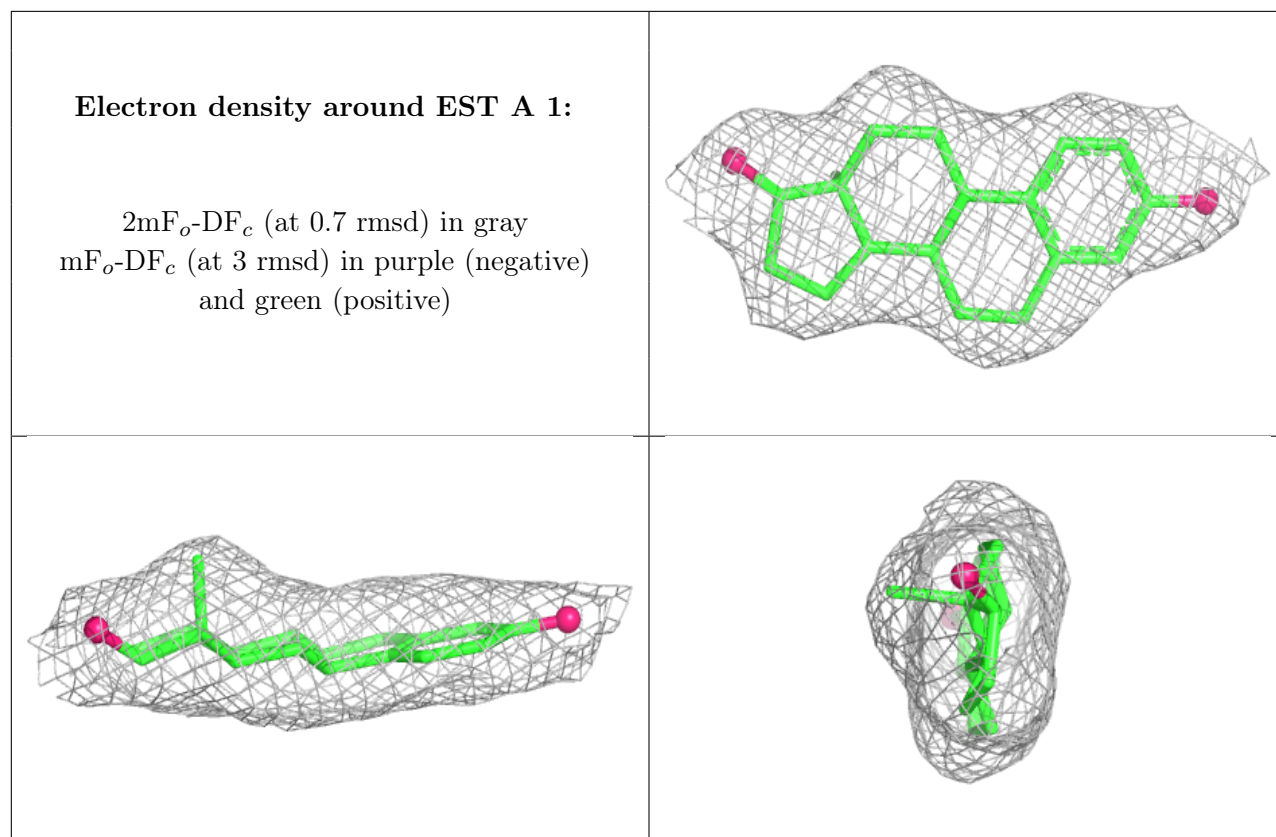 Electron density around EST A 1:
2mFo-DFc (at 0.7 rmsd) in gray
mFo-DFc (at 3 rmsd) in purple (negative)
and green (positive)